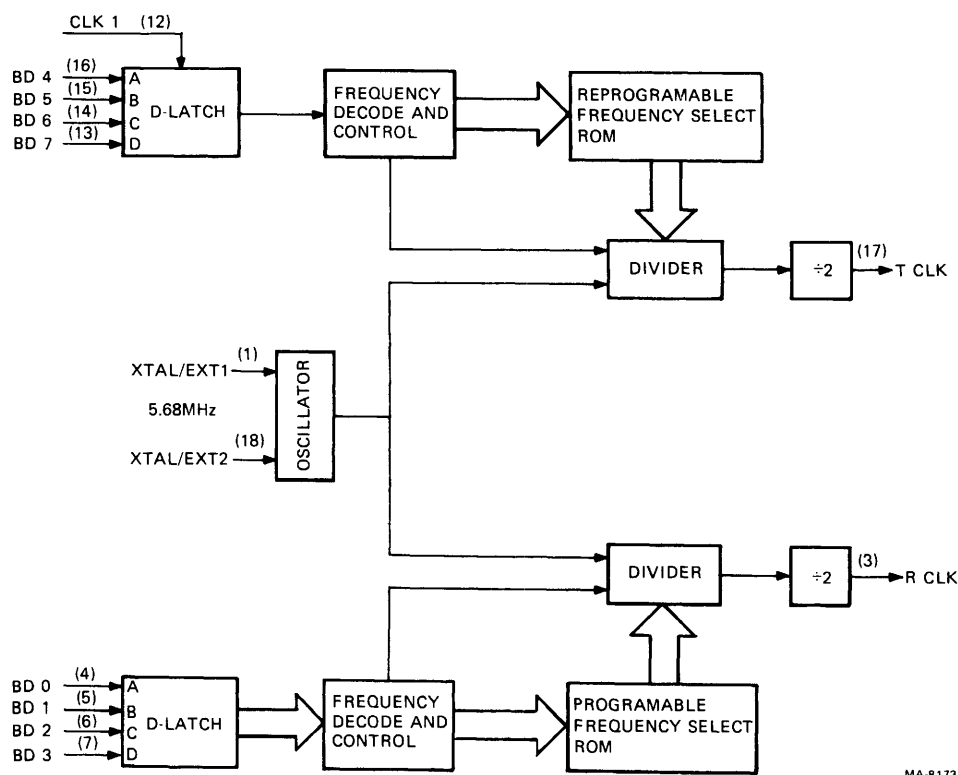 CLK 1 (12)
BD 4 (16) A
BD 5 (15) B
BD 6 (14) C
BD 7 (13) D
D-LATCH
FREQUENCY
DECODE AND
CONTROL
REPROGRAMABLE
FREQUENCY SELECT
ROM
DIVIDER
÷2
(17)
T CLK
XTAL/EXT1 (1)
5.68MHz
XTAL/EXT2 (18)
OSCILLATOR
DIVIDER
÷2
(3)
R CLK
BD 0 (4) A
BD 1 (5) B
BD 2 (6) C
BD 3 (7) D
D-LATCH
FREQUENCY
DECODE AND
CONTROL
PROGRAMABLE
FREQUENCY SELECT
ROM
MA-8173